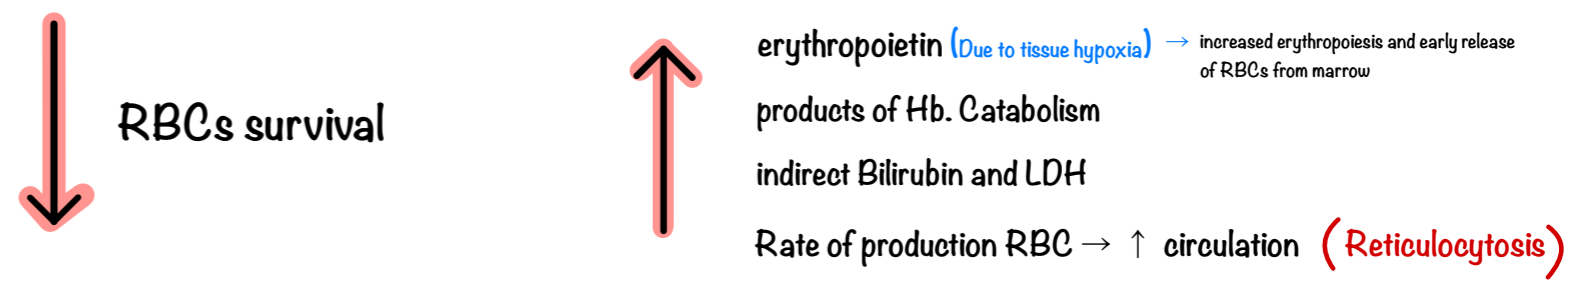 RBCs survival
erythropoietin (Due to tissue hypoxia) → increased erythropoiesis and early release
of RBCs from marrow
products of Hb. Catabolism
indirect Bilirubin and LDH
Rate of production RBC → ↑ circulation (Reticulocytosis)